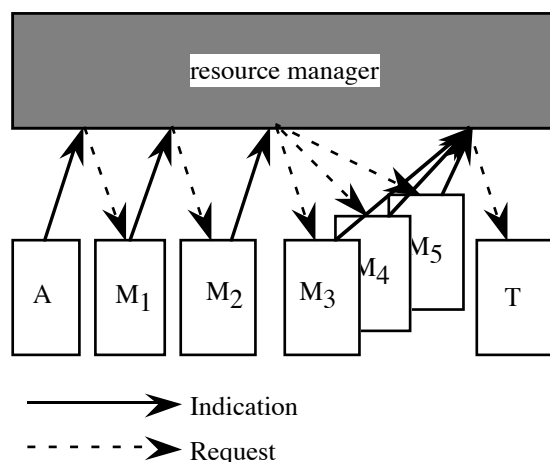 resource manager
A
M1
M2
M3
M4
M5
T
Indication
Request